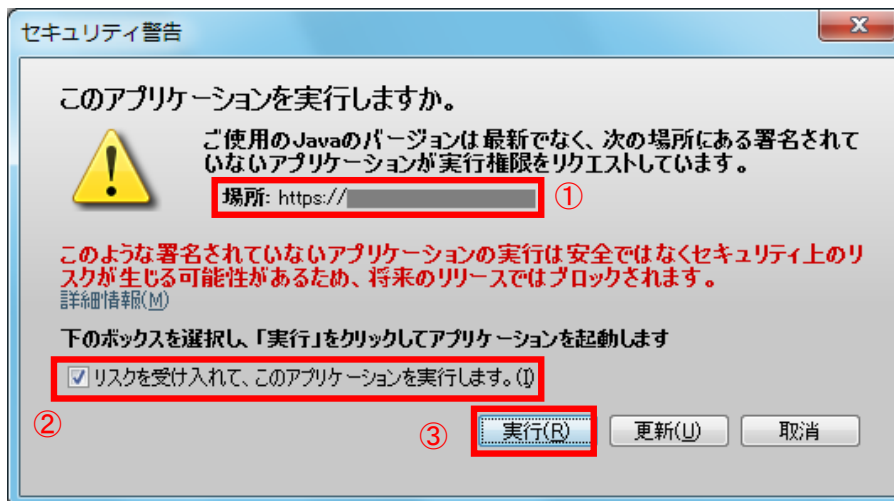 セキュリティ警告
このアプリケーションを実行しますか。
ご使用のJavaのバージョンは最新でなく、次の場所にある署名されて
いないアプリケーションが実行権限をリクエストしています。
場所: https://
①
このような署名されていないアプリケーションの実行は安全ではなくセキュリティ上のリ
スクが生じる可能性があるため、将来のリリースではブロックされます。
詳細情報(M)
下のボックスを選択し、「実行」をクリックしてアプリケーションを起動します
リスクを受け入れて、このアプリケーションを実行します。(I)
②
③
実行(R) 更新(U) 取消